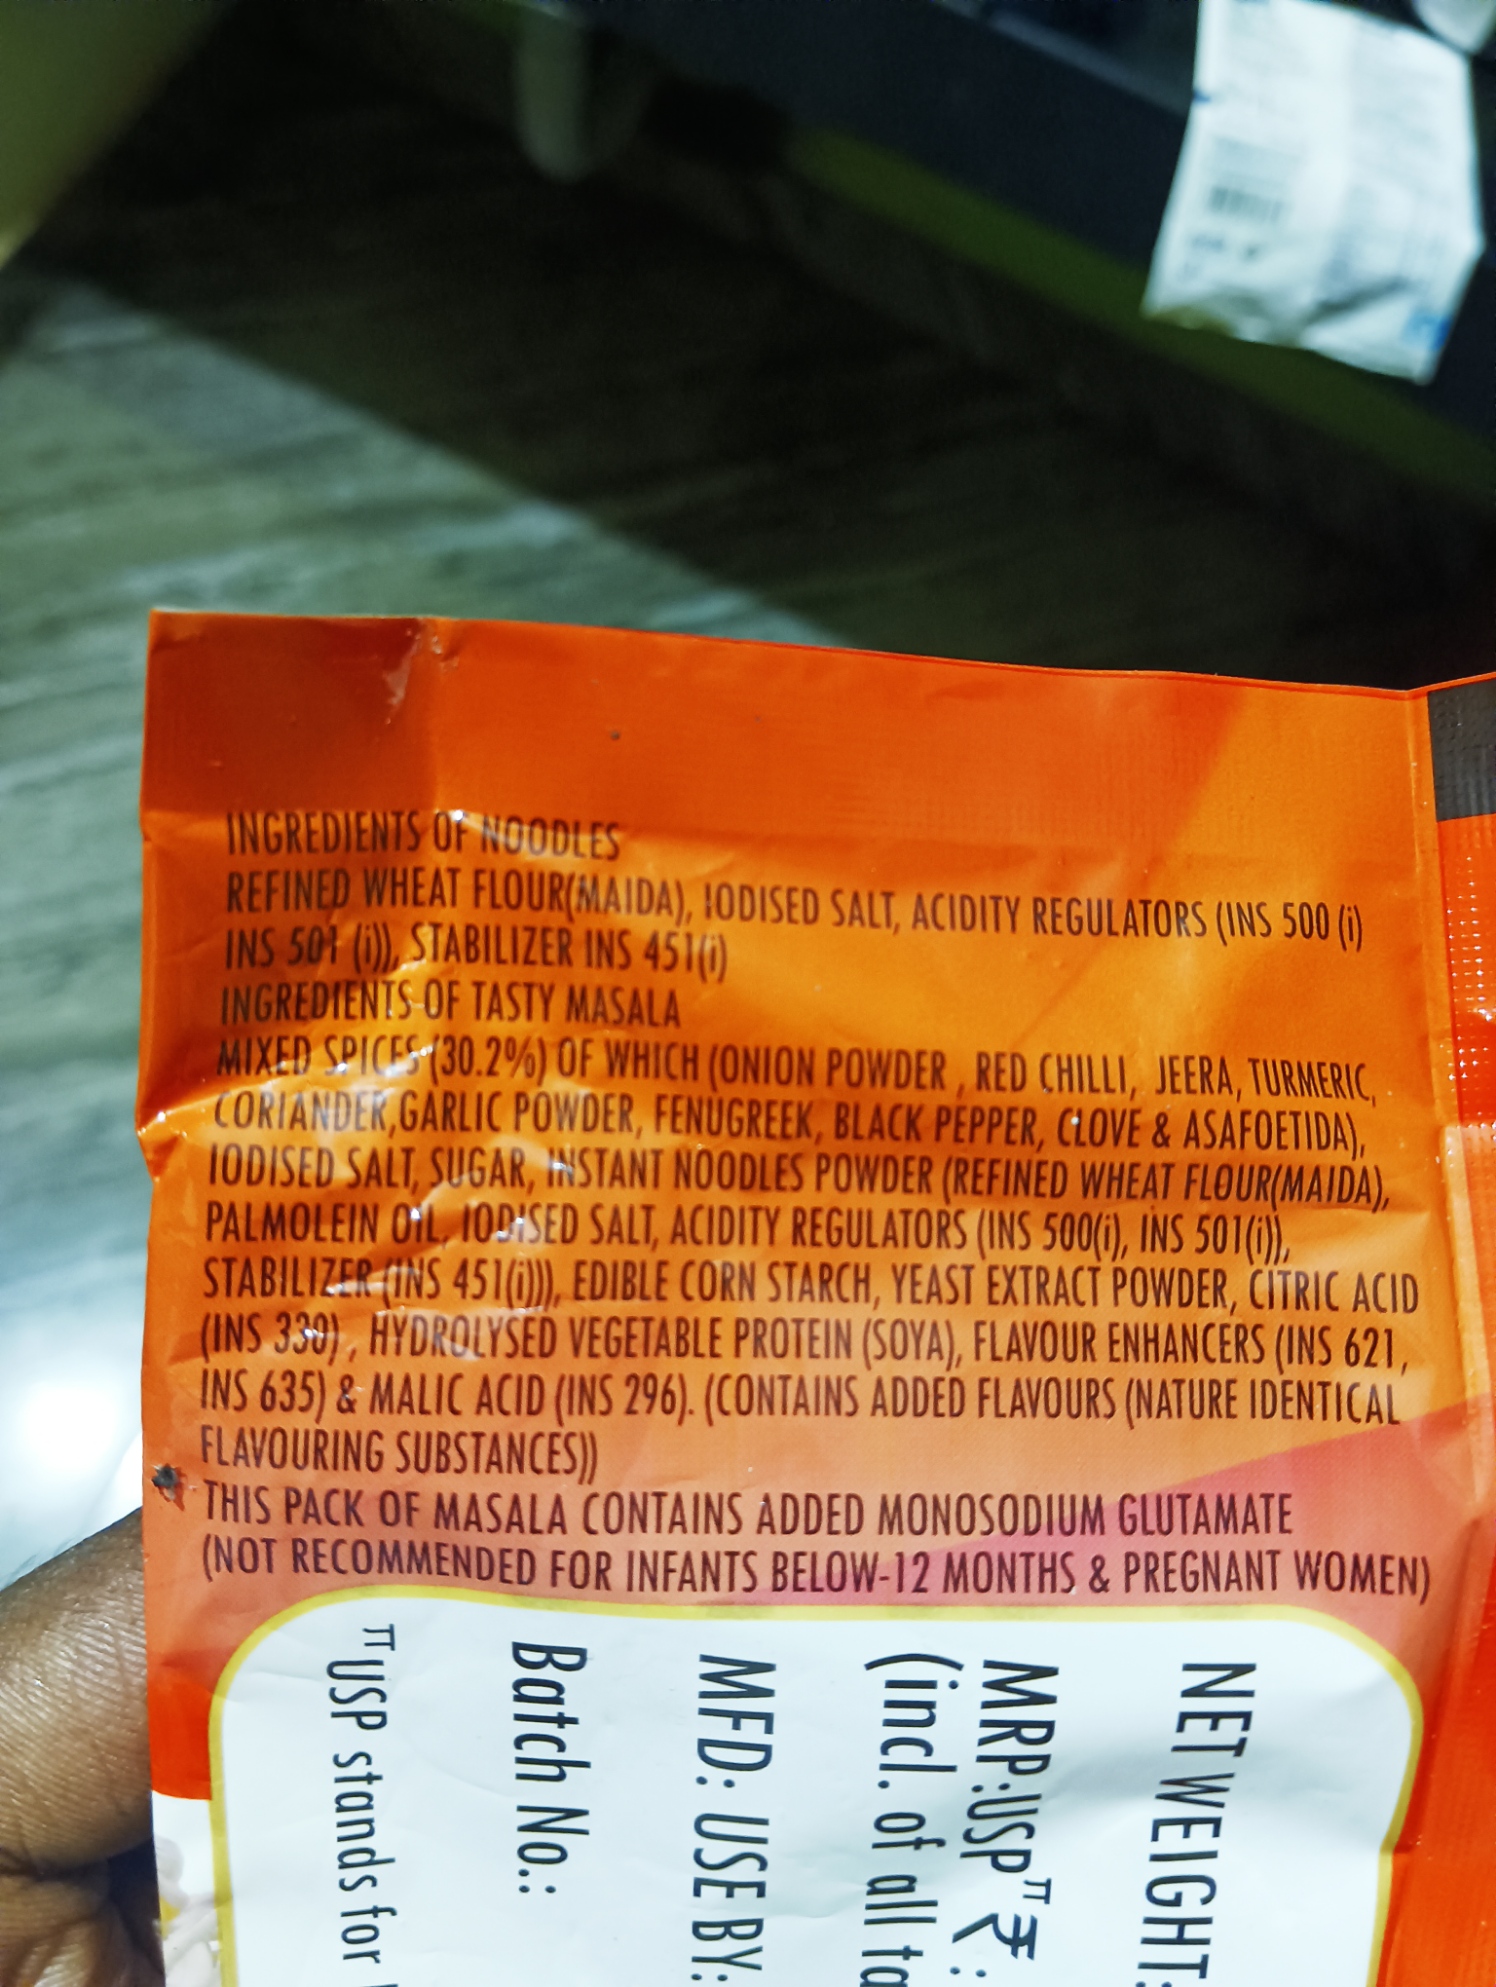 INGREDIENTS OF NOODLES
REFINED WHEAT FLOUR(MAIDA), IODISED SALT, ACIDITY REGULATORS (INS 500 (i)
INS 501 (i)), STABILIZER INS 451(i)
INGREDIENTS OF TASTY MASALA
MIXED SPICES (30.2%) OF WHICH (ONION POWDER , RED CHILLI, JEERA, TURMERIC,
CORIANDER,GARLIC POWDER, FENUGREEK, BLACK PEPPER, CLOVE & ASAFOETIDA),
IODISED SALT, SUGAR, INSTANT NOODLES POWDER (REFINED WHEAT FLOUR(MAIDA),
PALMOLEIN OIL, IODISED SALT, ACIDITY REGULATORS (INS 500(i), INS 501(i)),
STABILIZER (INS 451(i))), EDIBLE CORN STARCH, YEAST EXTRACT POWDER, CITRIC ACID
(INS 330) , HYDROLYSED VEGETABLE PROTEIN (SOYA), FLAVOUR ENHANCERS (INS 621,
INS 635) & MALIC ACID (INS 296). (CONTAINS ADDED FLAVOURS (NATURE IDENTICAL
FLAVOURING SUBSTANCES))
THIS PACK OF MASALA CONTAINS ADDED MONOSODIUM GLUTAMATE
(NOT RECOMMENDED FOR INFANTS BELOW-12 MONTHS & PREGNANT WOMEN)
NET WEIGHT:
MRP:USPππ ₹:
(incl. of all ta
MFD: USE BY:
Batch No.:
ππUSP stands for